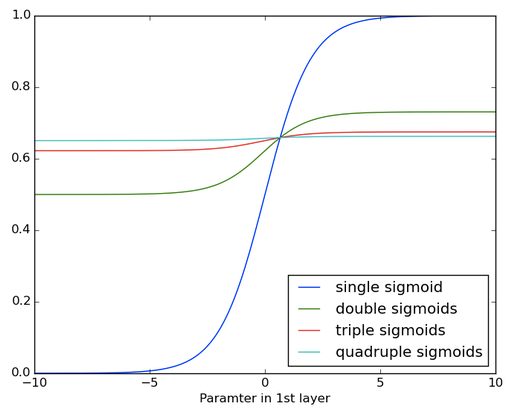 1.0
0.8
0.6
0.4
0.2
0.0
−10
−5
0
5
10
single sigmoid
double sigmoids
triple sigmoids
quadruple sigmoids
Paramter in 1st layer